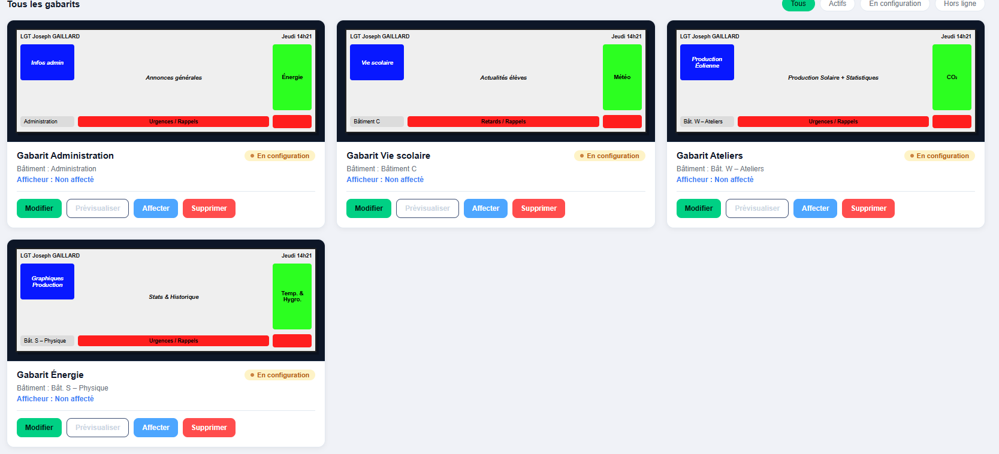 Tous les gabarits
Tous
Actifs
En configuration
Hors ligne
LGT Joseph GAILLARD
Jeudi 14h21
Infos admin
Annonces générales
Énergie
Administration
Urgences / Rappels
Gabarit Administration
En configuration
Bâtiment : Administration
Afficheur : Non affecté
Modifier
Prévisualiser
Affecter
Supprimer
LGT Joseph GAILLARD
Jeudi 14h21
Vie scolaire
Actualités élèves
Météo
Bâtiment C
Retards / Rappels
Gabarit Vie scolaire
En configuration
Bâtiment : Bâtiment C
Afficheur : Non affecté
Modifier
Prévisualiser
Affecter
Supprimer
LGT Joseph GAILLARD
Jeudi 14h21
Production
Éolienne
Production Solaire + Statistiques
CO₂
Bât. W – Ateliers
Urgences / Rappels
Gabarit Ateliers
En configuration
Bâtiment : Bât. W – Ateliers
Afficheur : Non affecté
Modifier
Prévisualiser
Affecter
Supprimer
LGT Joseph GAILLARD
Jeudi 14h21
Graphiques
Production
Stats & Historique
Temp. &
Hygro.
Bât. S – Physique
Urgences / Rappels
Gabarit Énergie
En configuration
Bâtiment : Bât. S – Physique
Afficheur : Non affecté
Modifier
Prévisualiser
Affecter
Supprimer